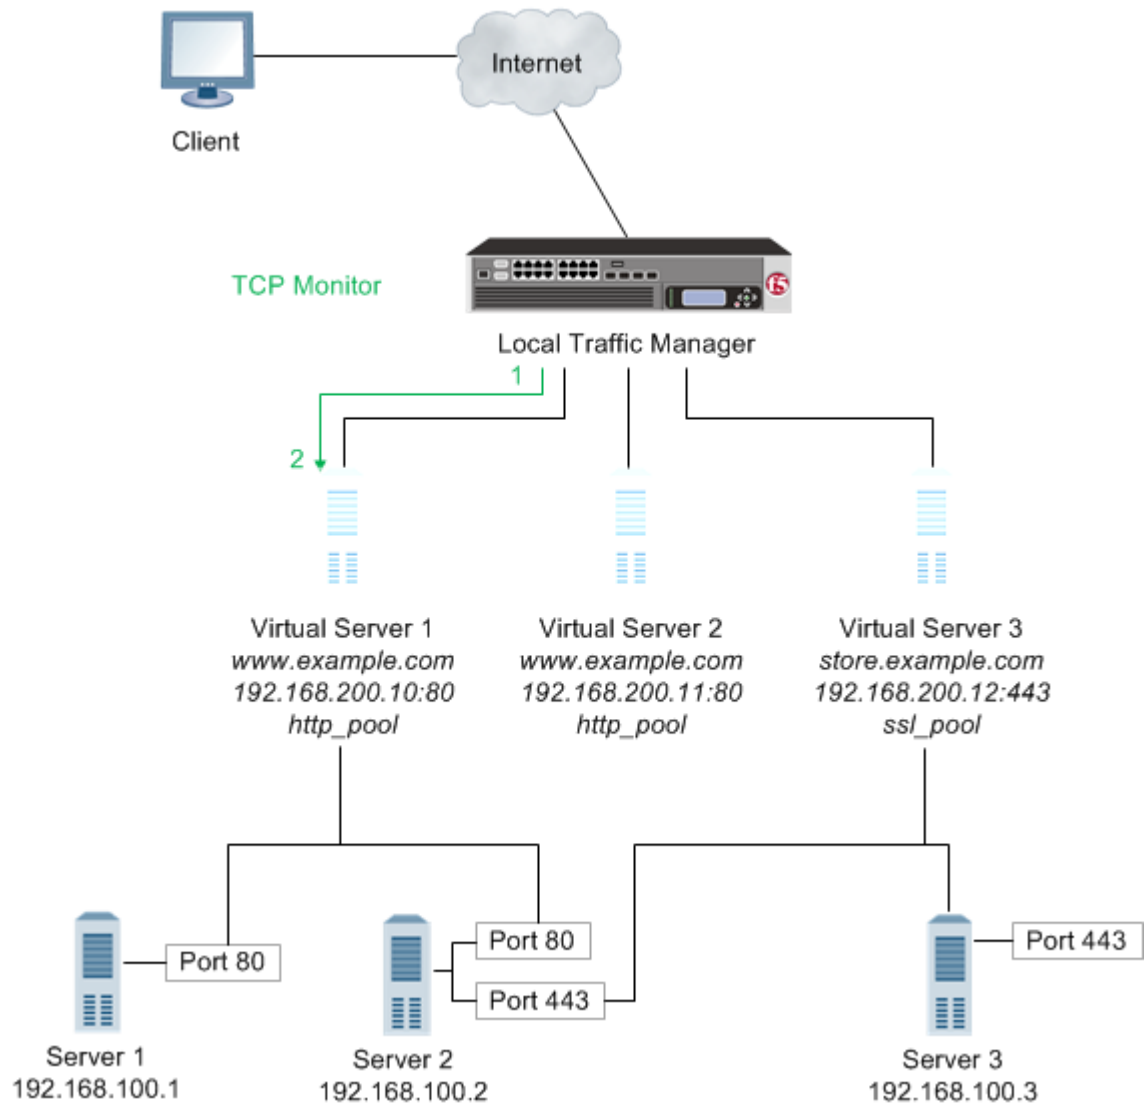 Internet
Client
TCP Monitor
f5
Local Traffic Manager
1
2
Virtual Server 1
www.example.com
192.168.200.10:80
http_pool
Virtual Server 2
www.example.com
192.168.200.11:80
http_pool
Virtual Server 3
store.example.com
192.168.200.12:443
ssl_pool
Port 80
Port 80
Port 443
Port 443
Server 1
192.168.100.1
Server 2
192.168.100.2
Server 3
192.168.100.3